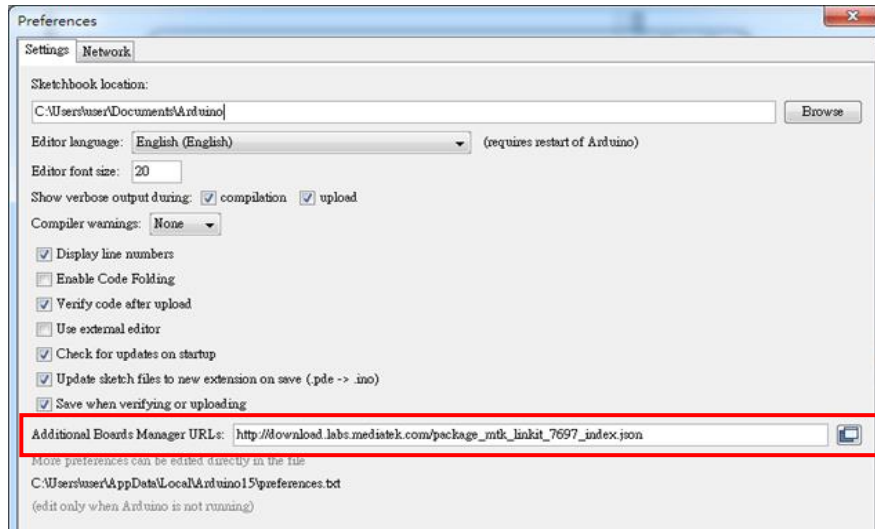 Preferences
Settings Network
Sketchbook location:
C:\Users\user\Documents\Arduino Browse
Editor language: English (English) (requires restart of Arduino)
Editor font size: 20
Show verbose output during: compilation upload
Compiler warnings: None
Display line numbers
Enable Code Folding
Verify code after upload
Use external editor
Check for updates on startup
Update sketch files to new extension on save (.pde -> .ino)
Save when verifying or uploading
Additional Boards Manager URLs: http://download.labs.mediatek.com/package_mtk_linkit_7697_index.json
More preferences can be edited directly in the file
C:\Users\user\AppData\Local\Arduino15\preferences.txt
(edit only when Arduino is not running)